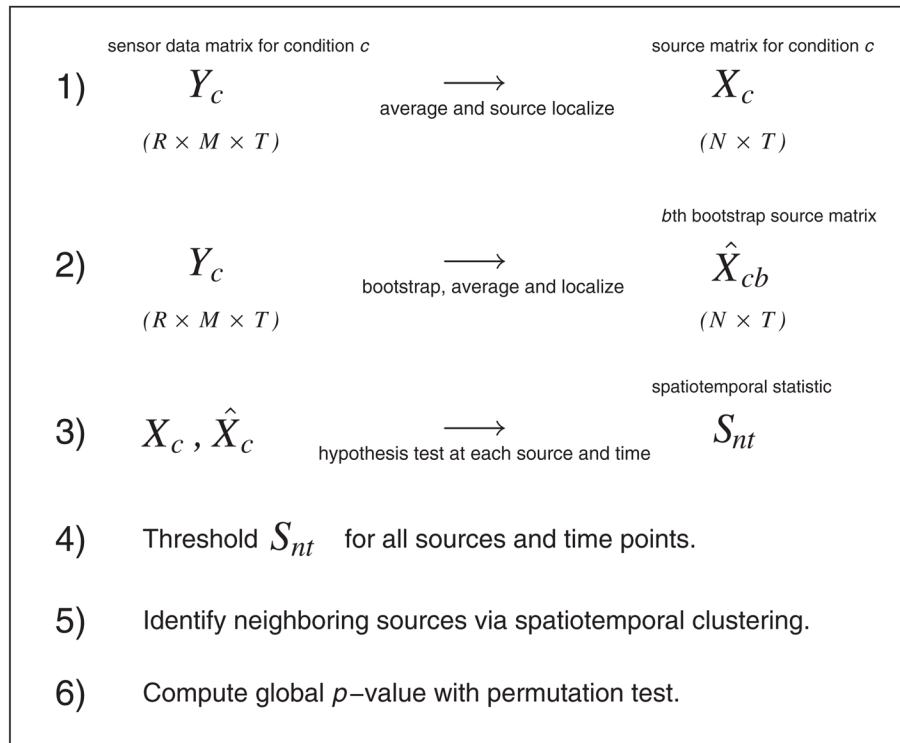 sensor data matrix for condition c source matrix for condition c
1) Y_c ⟶ X_c
average and source localize
(R × M × T) (N × T)
bth bootstrap source matrix
2) Y_c ⟶ X̂_cb
bootstrap, average and localize
(R × M × T) (N × T)
spatiotemporal statistic
3) X_c , X̂_c ⟶ S_nt
hypothesis test at each source and time
4) Threshold S_nt for all sources and time points.
5) Identify neighboring sources via spatiotemporal clustering.
6) Compute global p–value with permutation test.